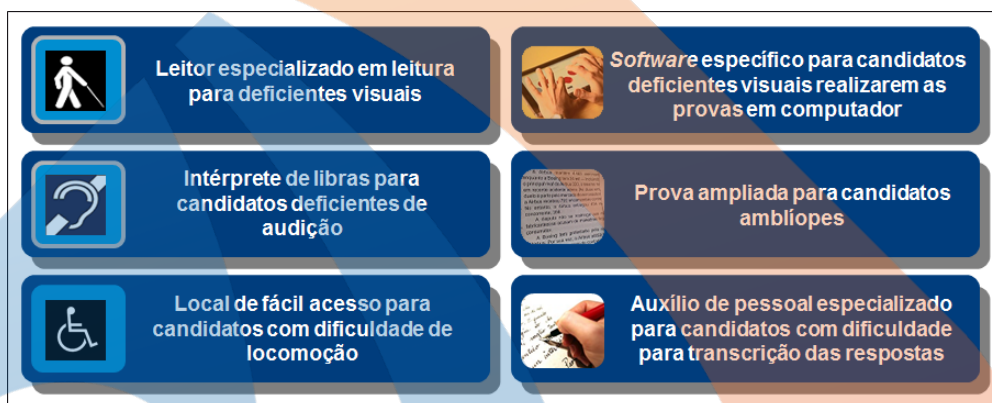 Leitor especializado em leitura
para deficientes visuais
Software específico para candidatos
deficientes visuais realizarem as
provas em computador
Intérprete de libras para
candidatos deficientes de
audição
Prova ampliada para candidatos
amblíopes
Local de fácil acesso para
candidatos com dificuldade de
locomoção
Auxílio de pessoal especializado
para candidatos com dificuldade
para transcrição das respostas